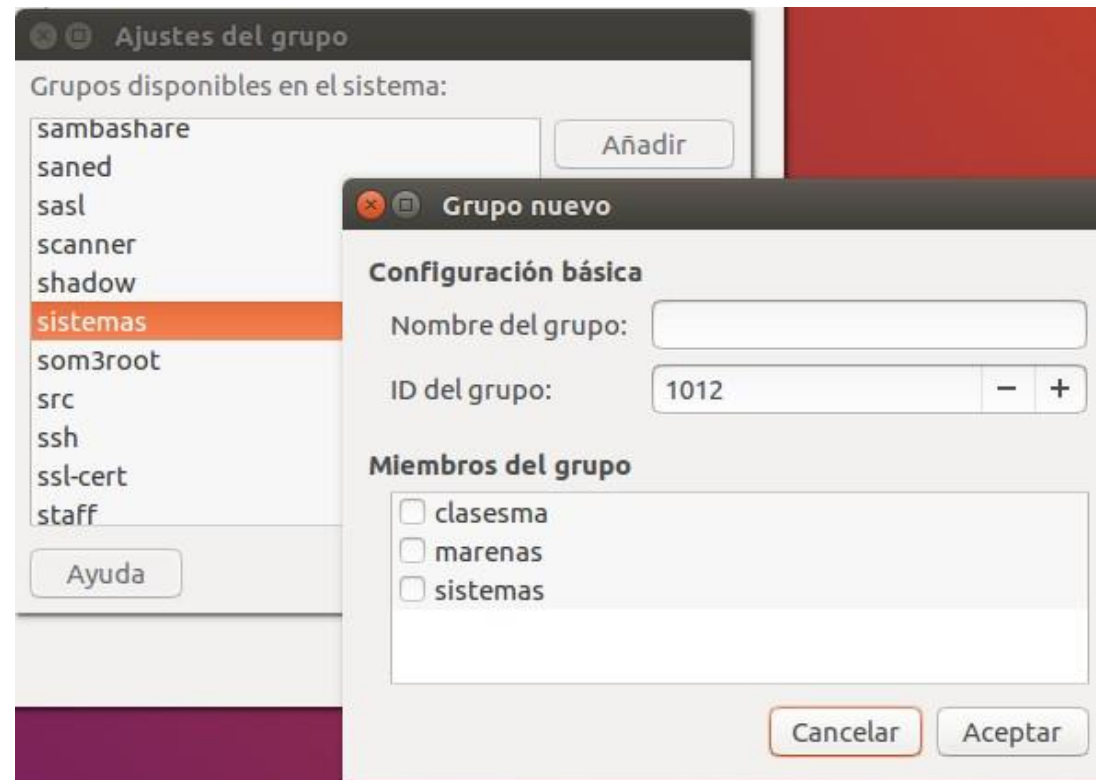 Ajustes del grupo
Grupos disponibles en el sistema:
sambashare
saned
sasl
scanner
shadow
sistemas
som3root
src
ssh
ssl-cert
staff
Añadir
Ayuda
Grupo nuevo
Configuración básica
Nombre del grupo:
ID del grupo: 1012 − +
Miembros del grupo
clasesma
marenas
sistemas
Cancelar Aceptar